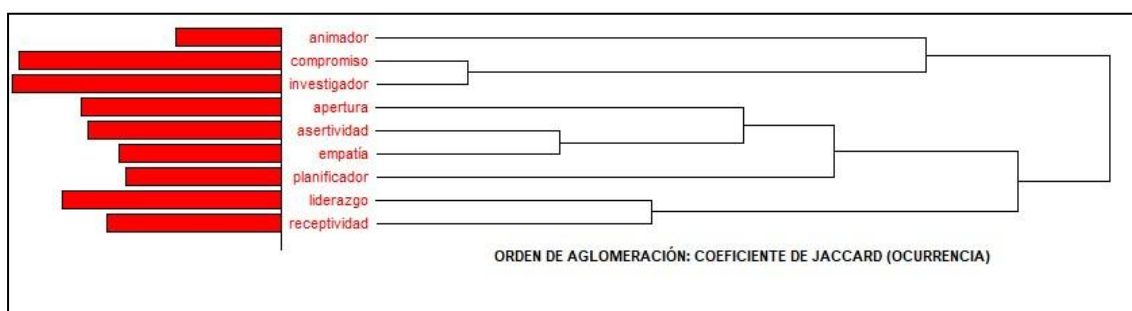 animador
compromiso
investigador
apertura
asertividad
empatía
planificador
liderazgo
receptividad
ORDEN DE AGLOMERACIÓN: COEFICIENTE DE JACCARD (OCURRENCIA)